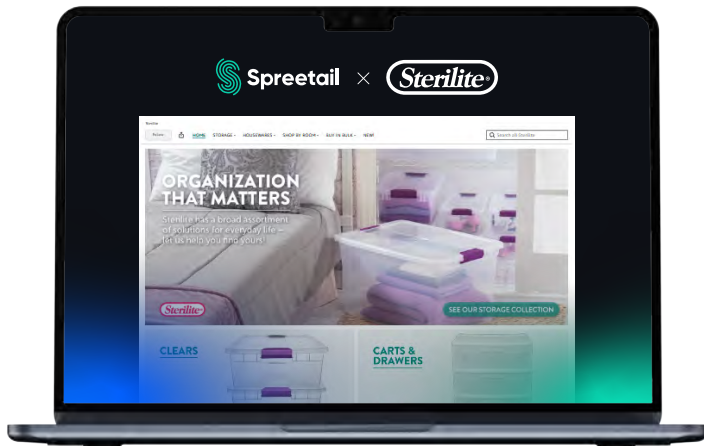 Spreetail × Sterilite®
Sterilite
HOME STORAGE HOUSEWARES SHOP BY ROOM BUY IN BULK NEW!
Search all Sterilite
ORGANIZATION
THAT MATTERS
Sterilite has a broad assortment
of solutions for everyday life –
let us help you find yours!
Sterilite®
SEE OUR STORAGE COLLECTION
CLEARS
CARTS &
DRAWERS